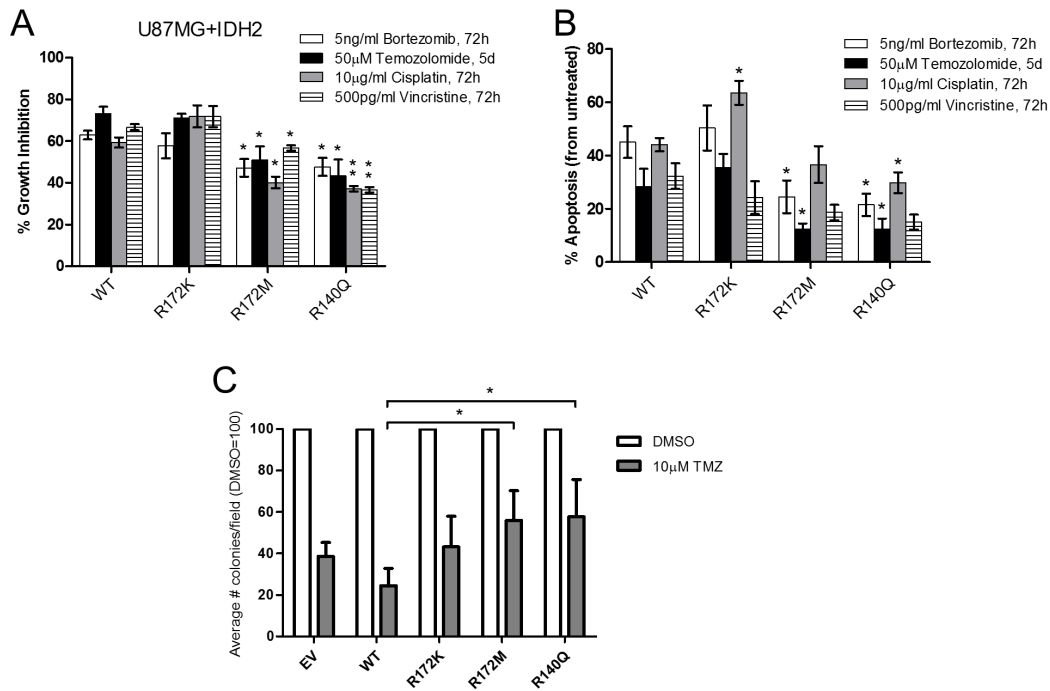 A
U87MG+IDH2
5ng/ml Bortezomib, 72h
50µM Temozolomide, 5d
10µg/ml Cisplatin, 72h
500pg/ml Vincristine, 72h
% Growth Inhibition
100
80
60
40
20
0
* * * *
* * * * * *
WT
R172K
R172M
R140Q
B
5ng/ml Bortezomib, 72h
50µM Temozolomide, 5d
10µg/ml Cisplatin, 72h
500pg/ml Vincristine, 72h
% Apoptosis (from untreated)
80
60
40
20
0
*
* *
* * *
WT
R172K
R172M
R140Q
C
*
*
DMSO
10µM TMZ
Average # colonies/field (DMSO=100)
100
80
60
40
20
0
EV
WT
R172K
R172M
R140Q